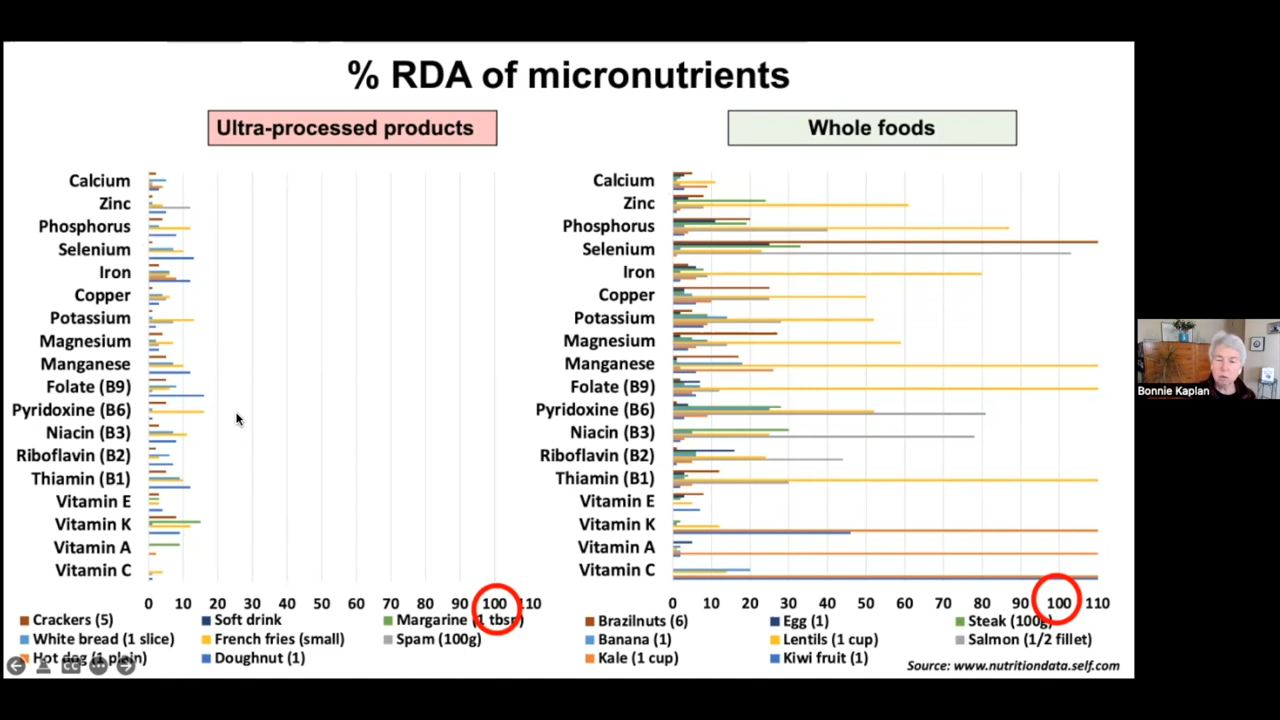 % RDA of micronutrients
Ultra-processed products
Calcium
Zinc
Phosphorus
Selenium
Iron
Copper
Potassium
Magnesium
Manganese
Folate (B9)
Pyridoxine (B6)
Niacin (B3)
Riboflavin (B2)
Thiamin (B1)
Vitamin E
Vitamin K
Vitamin A
Vitamin C
0 10 20 30 40 50 60 70 80 90 100 110
Crackers (5) Soft drink Margarine (1 tbsp)
White bread (1 slice) French fries (small) Spam (100g)
Hot dog (1 plein) Doughnut (1)
Whole foods
Calcium
Zinc
Phosphorus
Selenium
Iron
Copper
Potassium
Magnesium
Manganese
Folate (B9)
Pyridoxine (B6)
Niacin (B3)
Riboflavin (B2)
Thiamin (B1)
Vitamin E
Vitamin K
Vitamin A
Vitamin C
0 10 20 30 40 50 60 70 80 90 100 110
Brazilnuts (6) Egg (1) Steak (100g)
Banana (1) Lentils (1 cup) Salmon (1/2 fillet)
Kale (1 cup) Kiwi fruit (1)
Source: www.nutritiondata.self.com
CC
Bonnie Kaplan